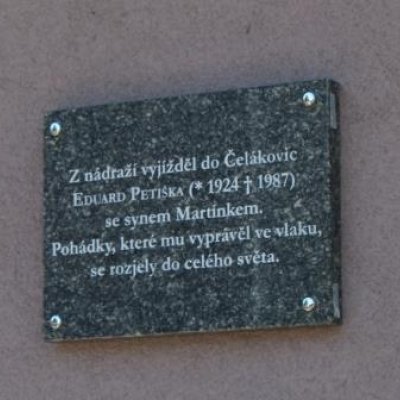 Z nádraží vyjížděl do Čelákovic
Eduard Petiška (* 1924 † 1987)
se synem Martínkem.
Pohádky, které mu vyprávěl ve vlaku,
se rozjely do celého světa.